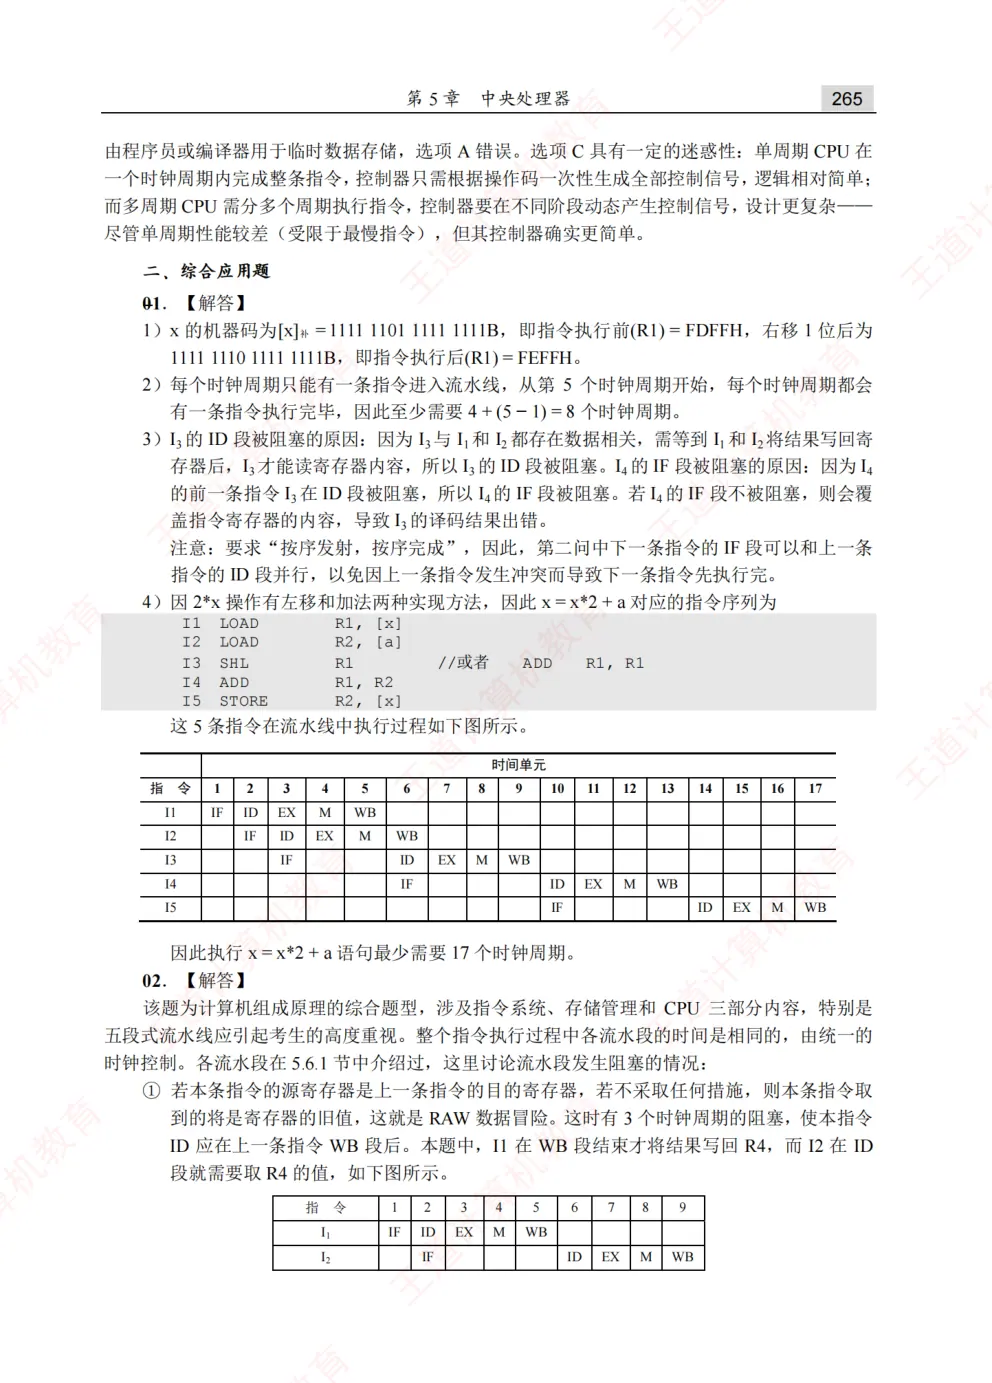 第 5 章 中央处理器 265
由程序员或编译器用于临时数据存储，选项 A 错误。选项 C 具有一定的迷惑性：单周期 CPU 在
一个时钟周期内完成整条指令，控制器只需根据操作码一次性生成全部控制信号，逻辑相对简单；
而多周期 CPU 需分多个周期执行指令，控制器要在不同阶段动态产生控制信号，设计更复杂——
尽管单周期性能较差（受限于最慢指令），但其控制器确实更简单。
二、综合应用题
01．【解答】
1）x 的机器码为[x]补 = 1111 1101 1111 1111B，即指令执行前(R1) = FDFFH，右移 1 位后为
1111 1110 1111 1111B，即指令执行后(R1) = FEFFH。
2）每个时钟周期只能有一条指令进入流水线，从第 5 个时钟周期开始，每个时钟周期都会
有一条指令执行完毕，因此至少需要 4 + (5 − 1) = 8 个时钟周期。
3）I3 的 ID 段被阻塞的原因：因为 I3 与 I1 和 I2 都存在数据相关，需等到 I1 和 I2 将结果写回寄
存器后，I3 才能读寄存器内容，所以 I3 的 ID 段被阻塞。I4 的 IF 段被阻塞的原因：因为 I4
的前一条指令 I3 在 ID 段被阻塞，所以 I4 的 IF 段被阻塞。若 I4 的 IF 段不被阻塞，则会覆
盖指令寄存器的内容，导致 I3 的译码结果出错。
注意：要求“按序发射，按序完成”，因此，第二问中下一条指令的 IF 段可以和上一条
指令的 ID 段并行，以免因上一条指令发生冲突而导致下一条指令先执行完。
4）因 2*x 操作有左移和加法两种实现方法，因此 x = x*2 + a 对应的指令序列为
I1 LOAD R1, [x]
I2 LOAD R2, [a]
I3 SHL R1 //或者 ADD R1, R1
I4 ADD R1, R2
I5 STORE R2, [x]
这 5 条指令在流水线中执行过程如下图所示。
时间单元
指 令 1 2 3 4 5 6 7 8 9 10 11 12 13 14 15 16 17
I1 IF ID EX M WB
I2 IF ID EX M WB
I3 IF ID EX M WB
I4 IF ID EX M WB
I5 IF ID EX M WB
因此执行 x = x*2 + a 语句最少需要 17 个时钟周期。
02．【解答】
该题为计算机组成原理的综合题型，涉及指令系统、存储管理和 CPU 三部分内容，特别是
五段式流水线应引起考生的高度重视。整个指令执行过程中各流水段的时间是相同的，由统一的
时钟控制。各流水段在 5.6.1 节中介绍过，这里讨论流水段发生阻塞的情况：
① 若本条指令的源寄存器是上一条指令的目的寄存器，若不采取任何措施，则本条指令取
到的将是寄存器的旧值，这就是 RAW 数据冒险。这时有 3 个时钟周期的阻塞，使本指令
ID 应在上一条指令 WB 段后。本题中，I1 在 WB 段结束才将结果写回 R4，而 I2 在 ID
段就需要取 R4 的值，如下图所示。
指 令 1 2 3 4 5 6 7 8 9
I1 IF ID EX M WB
I2 IF ID EX M WB